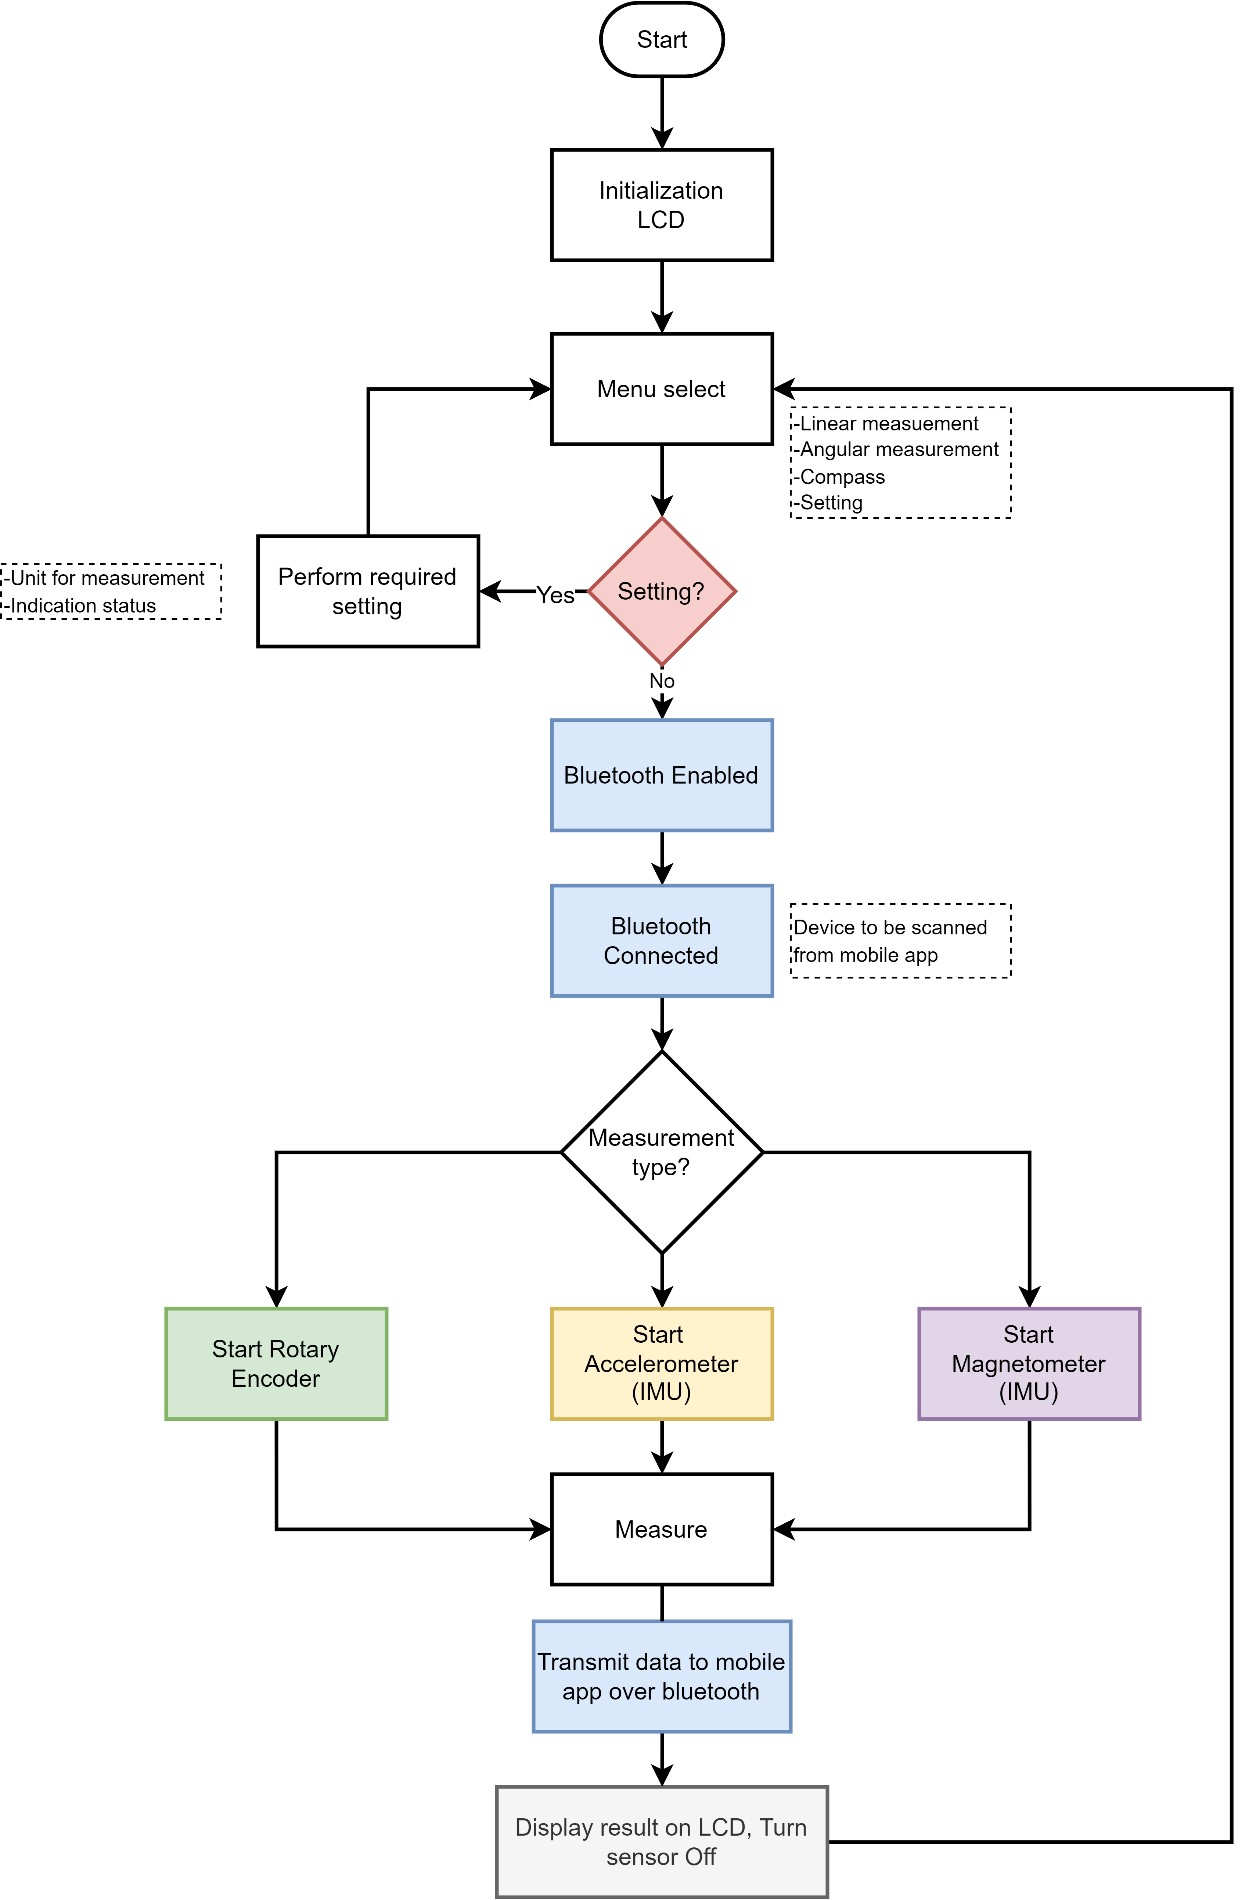 Start
Initialization
LCD
Menu select
-Linear measuement
-Angular measurement
-Compass
-Setting
-Unit for measurement
-Indication status
Perform required
setting
Yes
Setting?
No
Bluetooth Enabled
Bluetooth
Connected
Device to be scanned
from mobile app
Measurement
type?
Start Rotary
Encoder
Start
Accelerometer
(IMU)
Start
Magnetometer
(IMU)
Measure
Transmit data to mobile
app over bluetooth
Display result on LCD, Turn
sensor Off